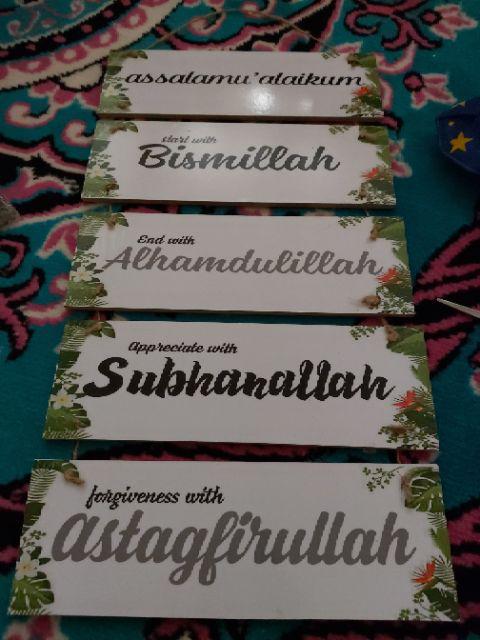 assalamu'alaikum
start with
Bismillah
End with
Alhamdulillah
Appreciate with
Subhanallah
forgiveness with
astagfirullah